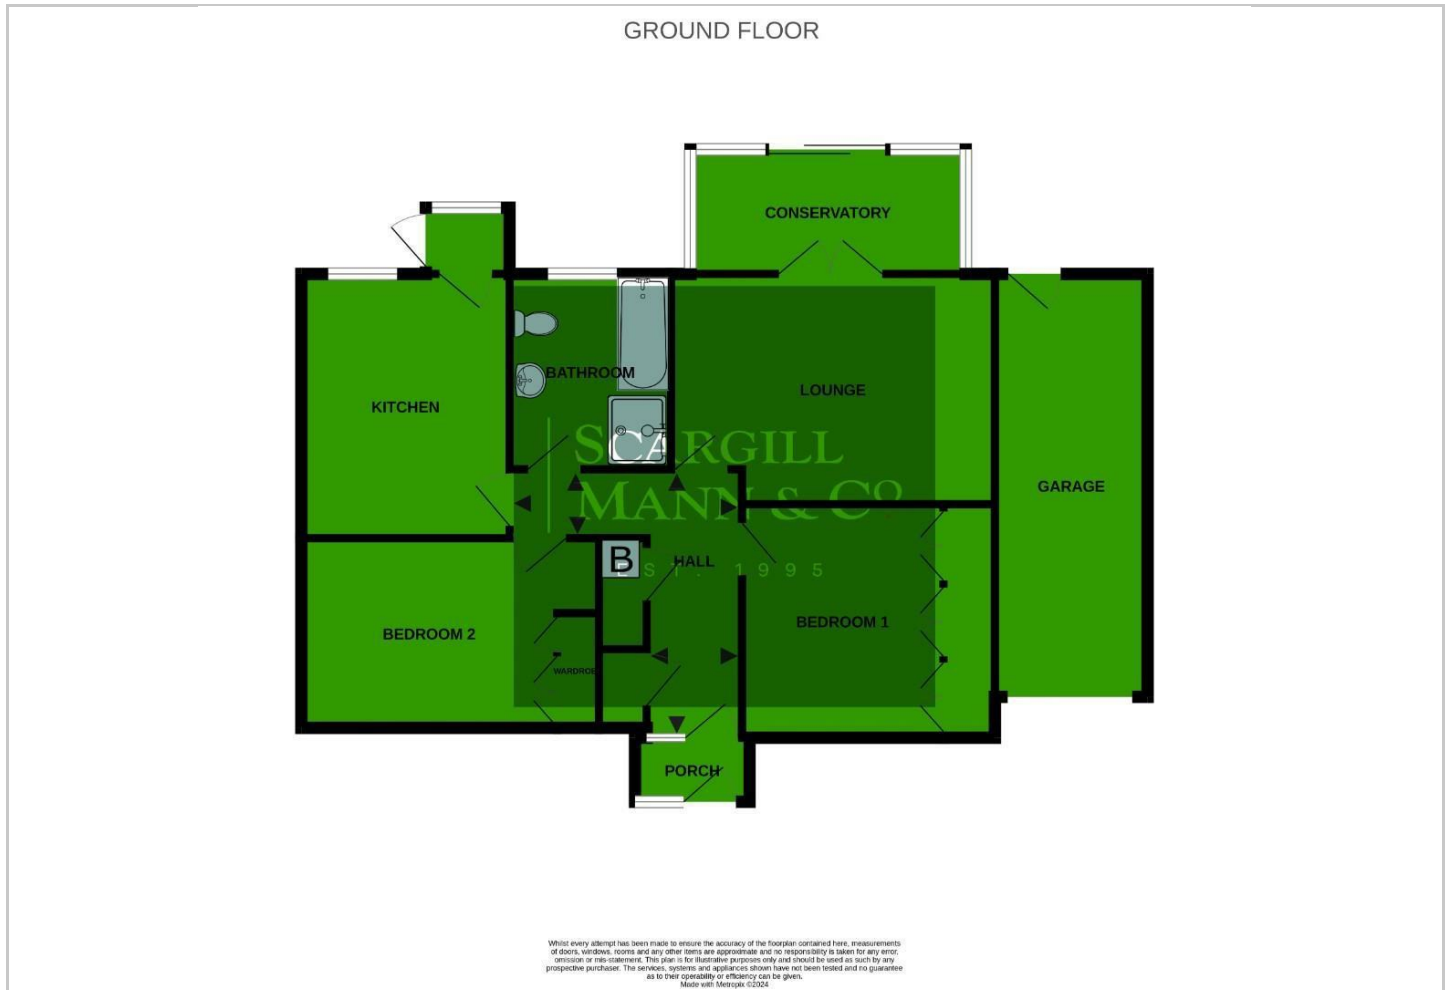 GROUND FLOOR
CONSERVATORY
BATHROOM
LOUNGE
KITCHEN
SCARGILL
MANN & CO
GARAGE
B
HALL
EST. 1995
BEDROOM 1
BEDROOM 2
WARDROBE
PORCH
Whilst every attempt has been made to ensure the accuracy of the floorplan contained here, measurements
of doors, windows, rooms and any other items are approximate and no responsibility is taken for any error,
omission or mis-statement. This plan is for illustrative purposes only and should be used as such by any
prospective purchaser. The services, systems and appliances shown have not been tested and no guarantee
as to their operability or efficiency can be given.
Made with Metropix ©2024